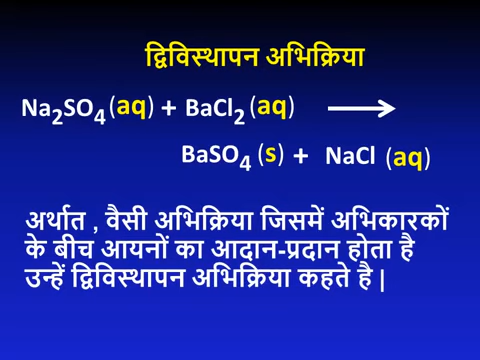 द्विविस्थापन अभिक्रिया
Na₂SO₄ (aq) + BaCl₂ (aq) ⟶
BaSO₄ (s) + NaCl (aq)
अर्थात , वैसी अभिक्रिया जिसमें अभिकारकों
के बीच आयनों का आदान-प्रदान होता है
उन्हें द्विविस्थापन अभिक्रिया कहते है |